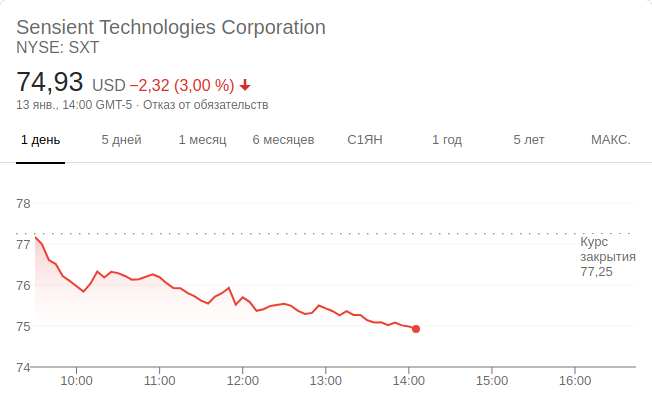 Sensient Technologies Corporation
NYSE: SXT
74,93 USD −2,32 (3,00 %)
13 янв., 14:00 GMT-5 · Отказ от обязательств
1 день 5 дней 1 месяц 6 месяцев С1ЯН 1 год 5 лет МАКС.
78
77
76
75
74
Курс
закрытия
77,25
10:00 11:00 12:00 13:00 14:00 15:00 16:00